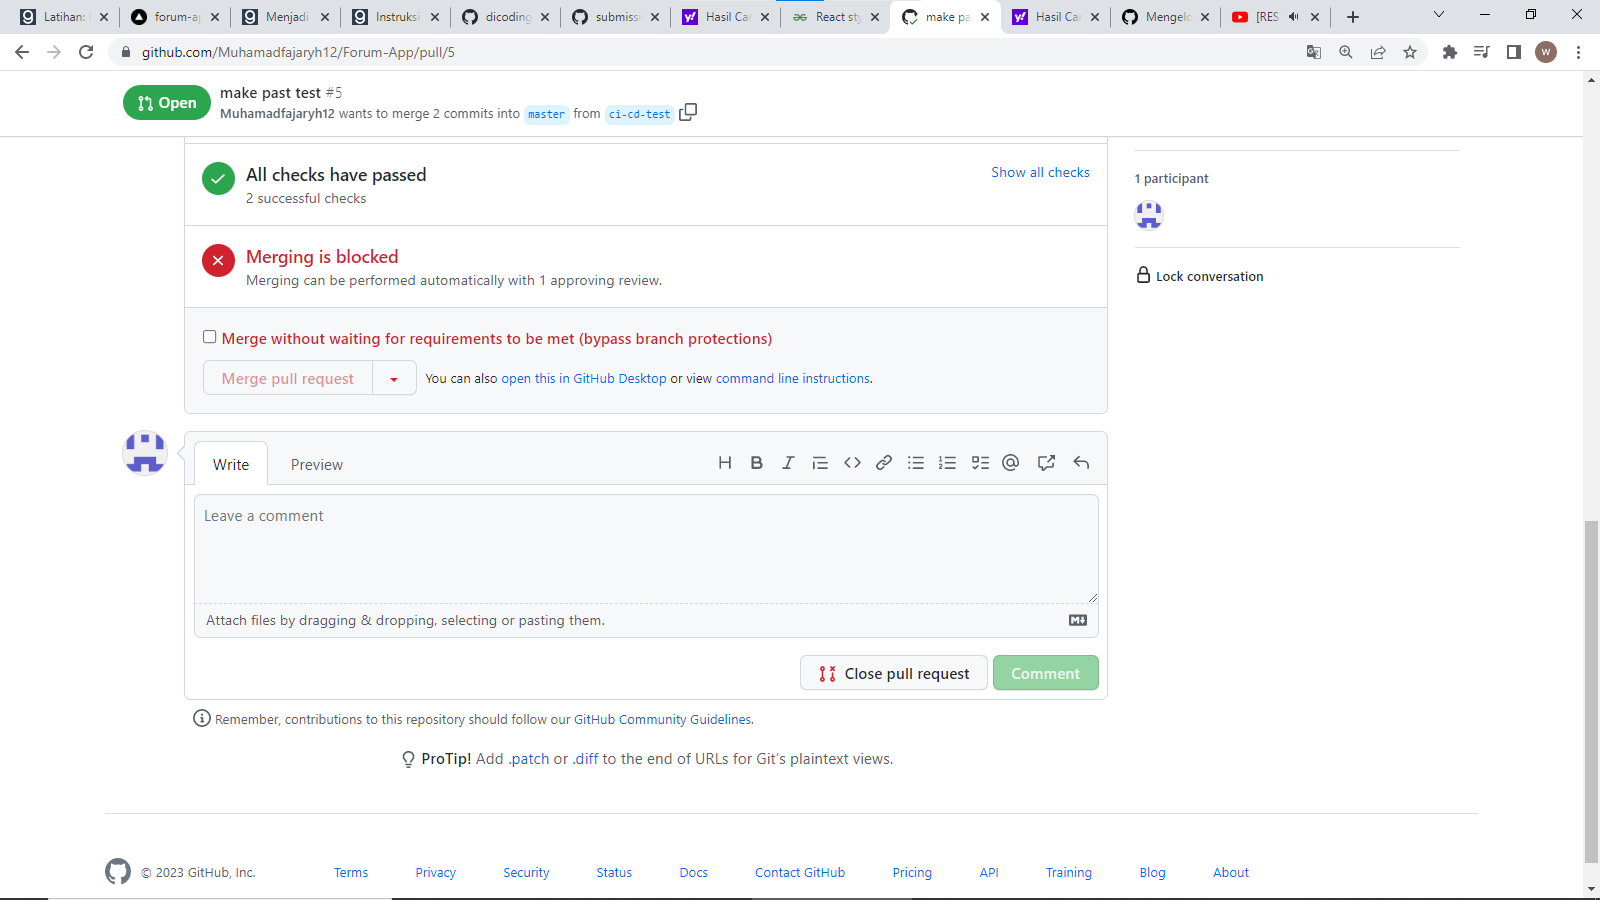 Latihan:
forum-ap
Menjadi
Instruksi
dicoding
submiss
Hasil Car
React sty
make pa
Hasil Car
Mengelo
[RES
github.com/Muhamadfajaryh12/Forum-App/pull/5
W
Open
make past test #5
Muhamadfajaryh12 wants to merge 2 commits into master from ci-cd-test
All checks have passed
Show all checks
2 successful checks
1 participant
Merging is blocked
Merging can be performed automatically with 1 approving review.
Lock conversation
Merge without waiting for requirements to be met (bypass branch protections)
Merge pull request
You can also open this in GitHub Desktop or view command line instructions.
Write
Preview
Leave a comment
Attach files by dragging & dropping, selecting or pasting them.
Close pull request
Comment
Remember, contributions to this repository should follow our GitHub Community Guidelines.
ProTip! Add .patch or .diff to the end of URLs for Git's plaintext views.
© 2023 GitHub, Inc.
Terms
Privacy
Security
Status
Docs
Contact GitHub
Pricing
API
Training
Blog
About